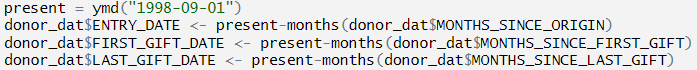 present = ymd("1998-09-01")
donor_dat$ENTRY_DATE <- present-months(donor_dat$MONTHS_SINCE_ORIGIN)
donor_dat$FIRST_GIFT_DATE <- present-months(donor_dat$MONTHS_SINCE_FIRST_GIFT)
donor_dat$LAST_GIFT_DATE <- present-months(donor_dat$MONTHS_SINCE_LAST_GIFT)